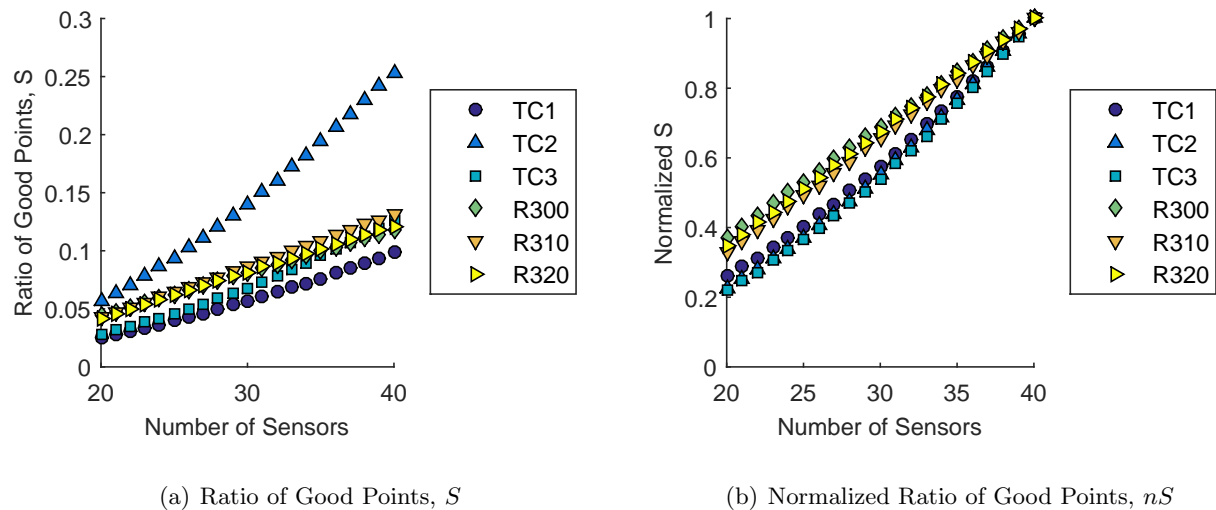 0.3
0.25
0.2
0.15
0.1
0.05
0
20 30 40
Ratio of Good Points, S
Number of Sensors
TC1
TC2
TC3
R300
R310
R320
(a) Ratio of Good Points, S
1
0.8
0.6
0.4
0.2
0
20 25 30 35 40
Normalized S
Number of Sensors
TC1
TC2
TC3
R300
R310
R320
(b) Normalized Ratio of Good Points, nS